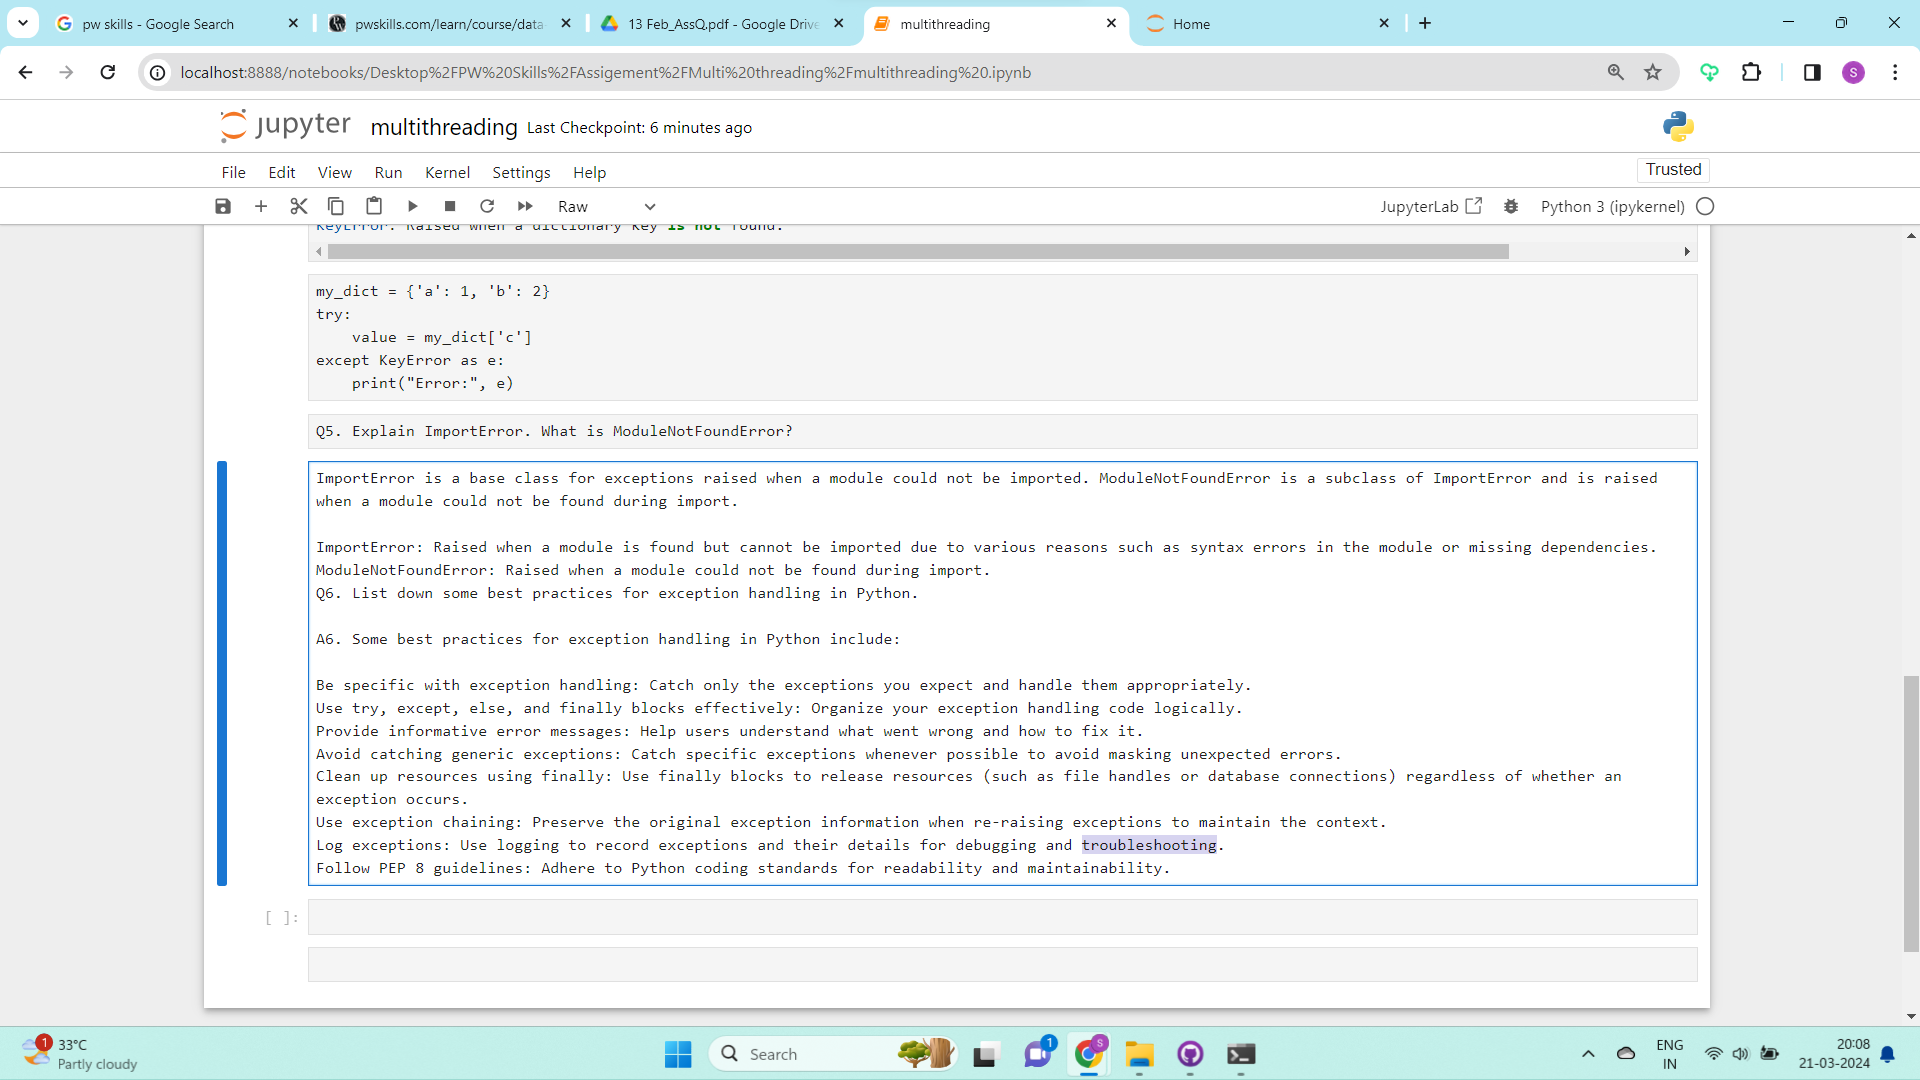 pw skills - Google Search
pwskills.com/learn/course/data-
13 Feb_AssQ.pdf - Google Drive
multithreading
Home
localhost:8888/notebooks/Desktop%2FPW%20Skills%2FAssigement%2FMulti%20threading%2Fmultithreading%20.ipynb
S
jupyter multithreading Last Checkpoint: 6 minutes ago
File Edit View Run Kernel Settings Help
Trusted
Raw
JupyterLab
Python 3 (ipykernel)
KeyError: Raised when a dictionary key is not found.
my_dict = {'a': 1, 'b': 2}
try:
    value = my_dict['c']
except KeyError as e:
    print("Error:", e)
Q5. Explain ImportError. What is ModuleNotFoundError?
ImportError is a base class for exceptions raised when a module could not be imported. ModuleNotFoundError is a subclass of ImportError and is raised
when a module could not be found during import.
ImportError: Raised when a module is found but cannot be imported due to various reasons such as syntax errors in the module or missing dependencies.
ModuleNotFoundError: Raised when a module could not be found during import.
Q6. List down some best practices for exception handling in Python.
A6. Some best practices for exception handling in Python include:
Be specific with exception handling: Catch only the exceptions you expect and handle them appropriately.
Use try, except, else, and finally blocks effectively: Organize your exception handling code logically.
Provide informative error messages: Help users understand what went wrong and how to fix it.
Avoid catching generic exceptions: Catch specific exceptions whenever possible to avoid masking unexpected errors.
Clean up resources using finally: Use finally blocks to release resources (such as file handles or database connections) regardless of whether an
exception occurs.
Use exception chaining: Preserve the original exception information when re-raising exceptions to maintain the context.
Log exceptions: Use logging to record exceptions and their details for debugging and troubleshooting.
Follow PEP 8 guidelines: Adhere to Python coding standards for readability and maintainability.
[ ]:
1
33°C
Partly cloudy
Search
1
S
ENG
IN
20:08
21-03-2024